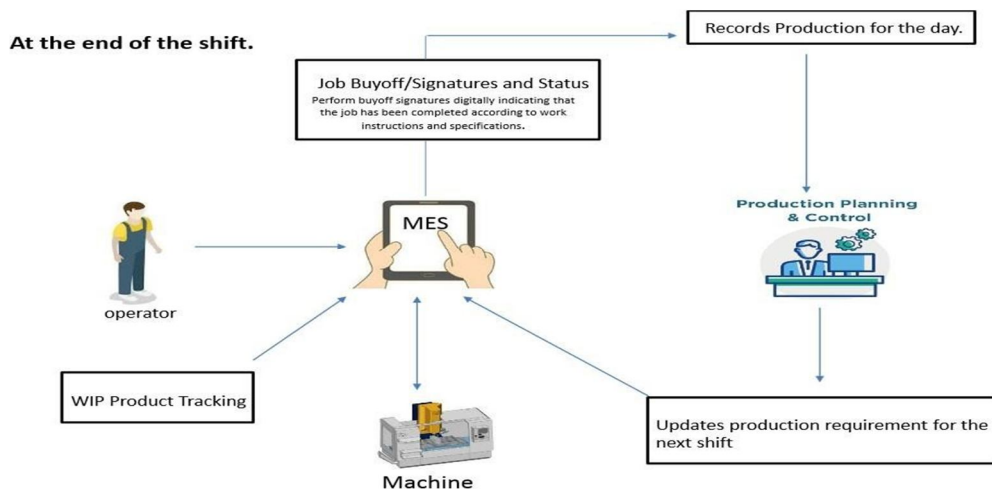 At the end of the shift.
Records Production for the day.
Job Buyoff/Signatures and Status
Perform buyoff signatures digitally indicating that
the job has been completed according to work
instructions and specifications.
MES
Production Planning
& Control
operator
WIP Product Tracking
Updates production requirement for the
next shift
Machine